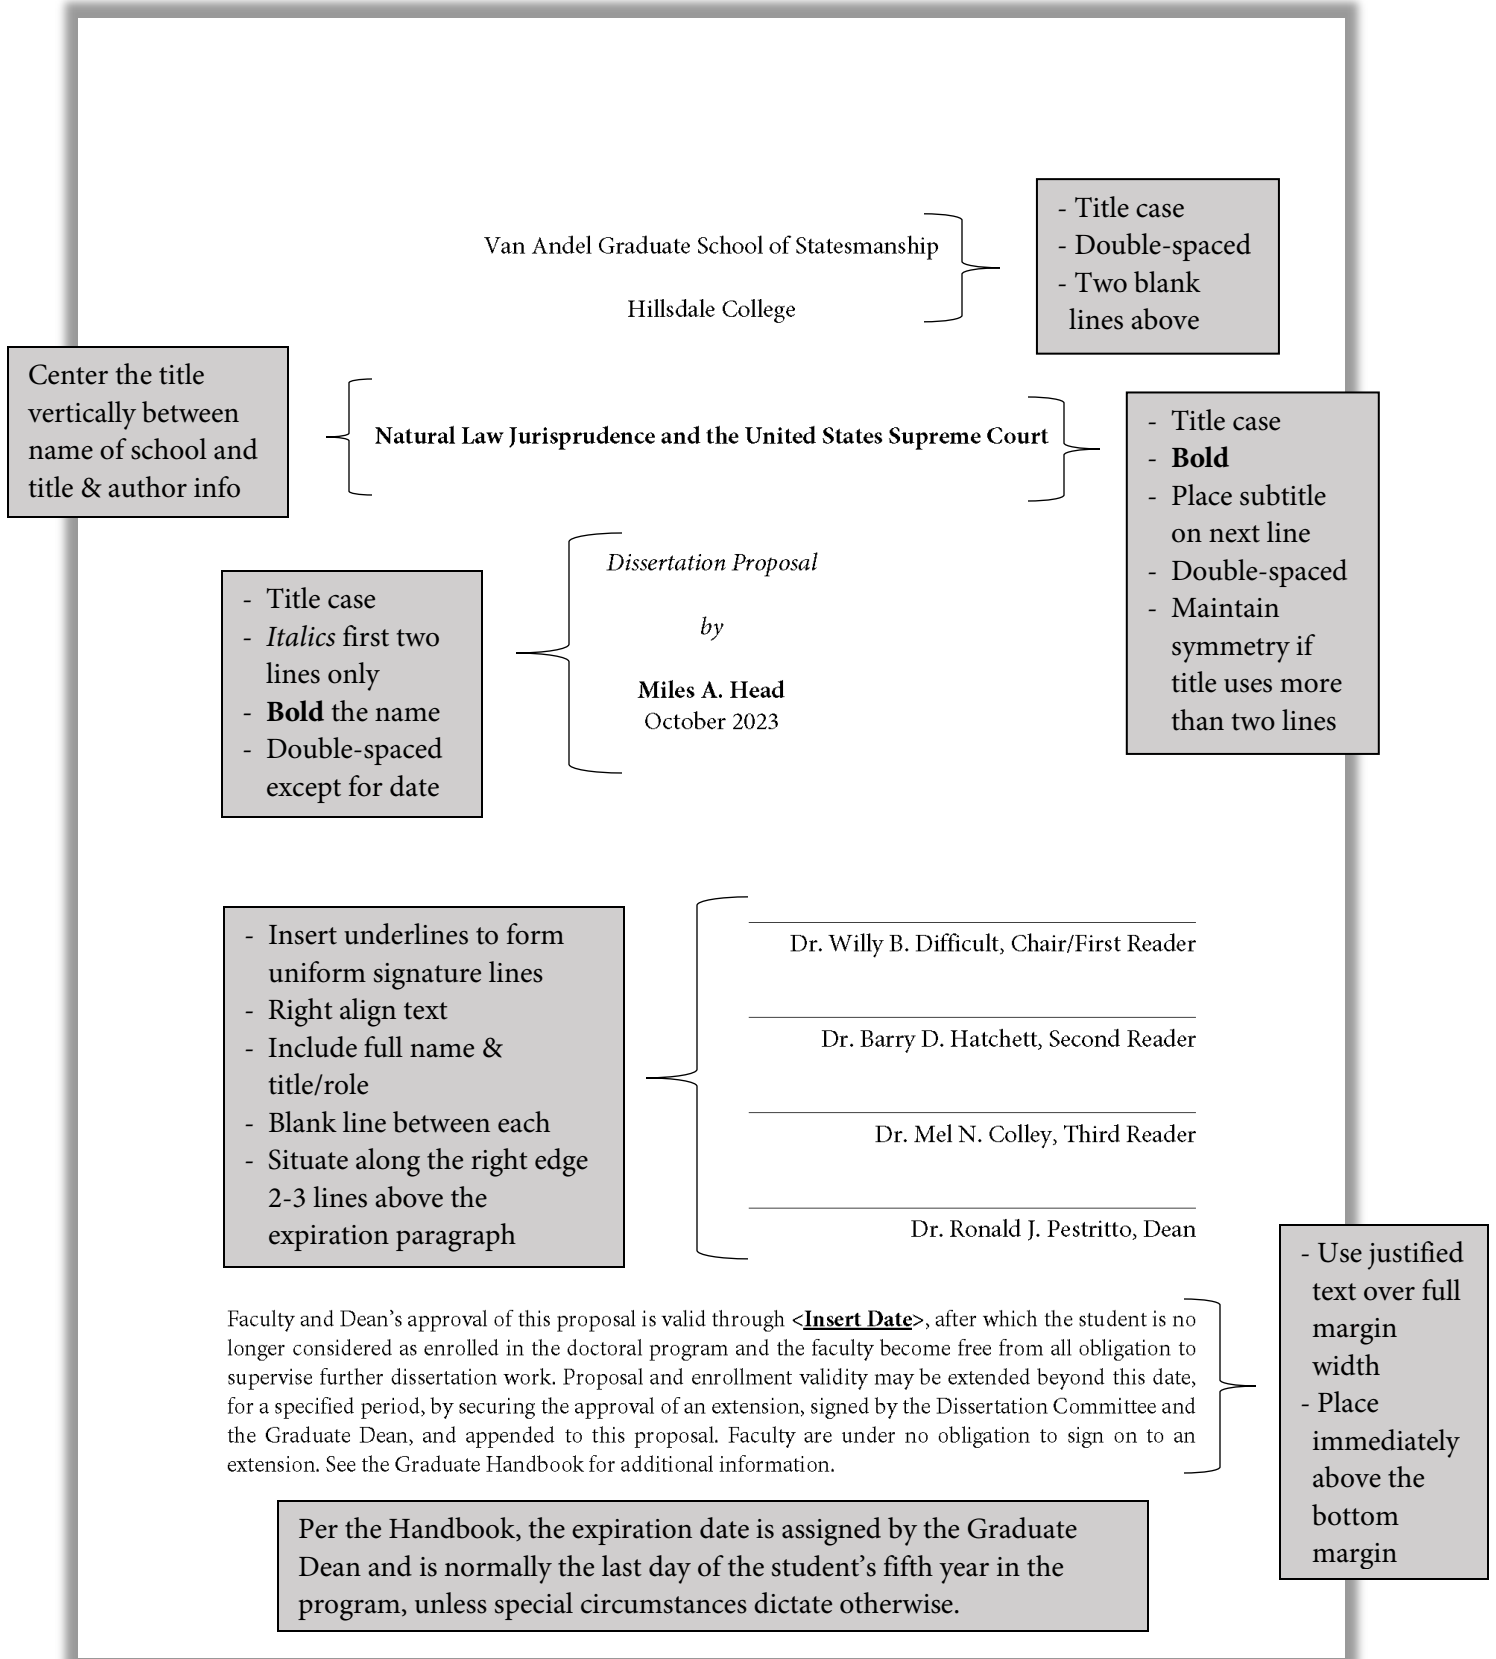 Van Andel Graduate School of Statesmanship
Hillsdale College
- Title case
- Double-spaced
- Two blank
lines above
Center the title
vertically between
name of school and
title & author info
Natural Law Jurisprudence and the United States Supreme Court
- Title case
- Bold
- Place subtitle
on next line
- Double-spaced
- Maintain
symmetry if
title uses more
than two lines
- Title case
- Italics first two
lines only
- Bold the name
- Double-spaced
except for date
Dissertation Proposal
by
Miles A. Head
October 2023
- Insert underlines to form
uniform signature lines
- Right align text
- Include full name &
title/role
- Blank line between each
- Situate along the right edge
2-3 lines above the
expiration paragraph
Dr. Willy B. Difficult, Chair/First Reader
Dr. Barry D. Hatchett, Second Reader
Dr. Mel N. Colley, Third Reader
Dr. Ronald J. Pestritto, Dean
Faculty and Dean’s approval of this proposal is valid through <Insert Date>, after which the student is no
longer considered as enrolled in the doctoral program and the faculty become free from all obligation to
supervise further dissertation work. Proposal and enrollment validity may be extended beyond this date,
for a specified period, by securing the approval of an extension, signed by the Dissertation Committee and
the Graduate Dean, and appended to this proposal. Faculty are under no obligation to sign on to an
extension. See the Graduate Handbook for additional information.
- Use justified
text over full
margin
width
- Place
immediately
above the
bottom
margin
Per the Handbook, the expiration date is assigned by the Graduate
Dean and is normally the last day of the student’s fifth year in the
program, unless special circumstances dictate otherwise.